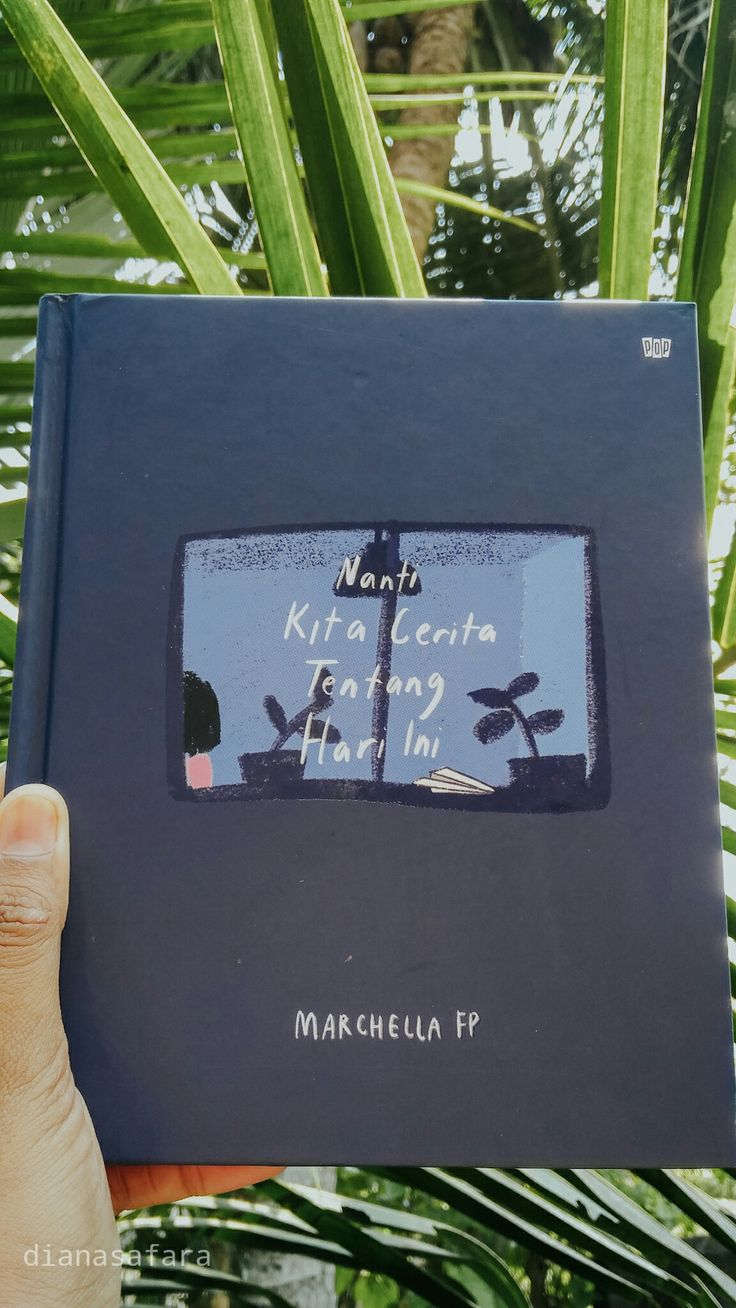 POP
Nanti
Kita Cerita
Tentang
Hari Ini
MARCHELLA FP
dianasafara